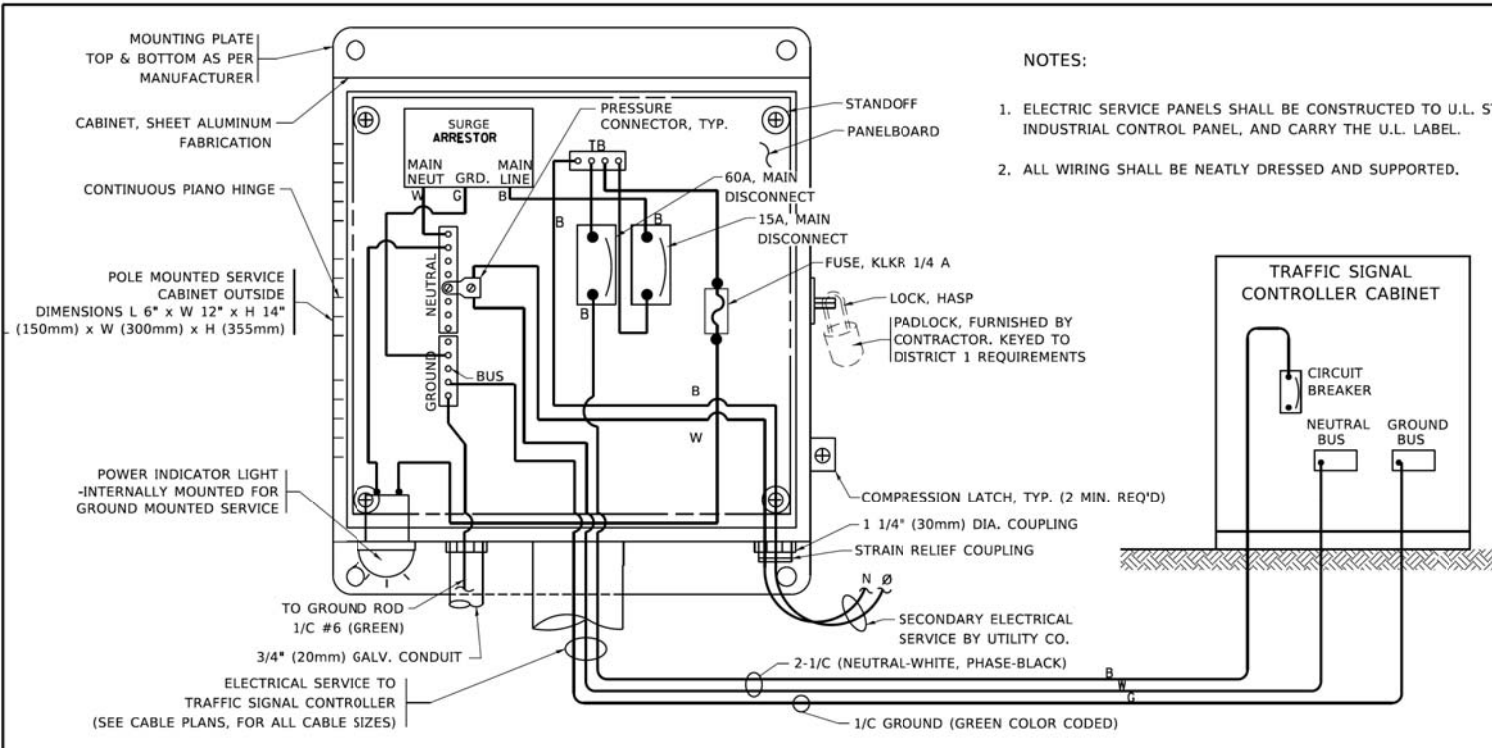 MOUNTING PLATE
TOP & BOTTOM AS PER
MANUFACTURER
CABINET, SHEET ALUMINUM
FABRICATION
CONTINUOUS PIANO HINGE
POLE MOUNTED SERVICE
CABINET OUTSIDE
DIMENSIONS L 6" x W 12" x H 14"
(150mm) x W (300mm) x H (355mm)
POWER INDICATOR LIGHT
-INTERNALLY MOUNTED FOR
GROUND MOUNTED SERVICE
TO GROUND ROD
1/C #6 (GREEN)
3/4" (20mm) GALV. CONDUIT
ELECTRICAL SERVICE TO
TRAFFIC SIGNAL CONTROLLER
(SEE CABLE PLANS, FOR ALL CABLE SIZES)
SURGE
ARRESTOR
MAIN
NEUT
GRD.
MAIN
LINE
W
G
B
PRESSURE
CONNECTOR, TYP.
TB
B
B
B
NEUTRAL
GROUND
BUS
B
W
STANDOFF
PANELBOARD
60A, MAIN
DISCONNECT
15A, MAIN
DISCONNECT
FUSE, KLKR 1/4 A
LOCK, HASP
PADLOCK, FURNISHED BY
CONTRACTOR. KEYED TO
DISTRICT 1 REQUIREMENTS
COMPRESSION LATCH, TYP. (2 MIN. REQ'D)
1 1/4" (30mm) DIA. COUPLING
STRAIN RELIEF COUPLING
N Ø
SECONDARY ELECTRICAL
SERVICE BY UTILITY CO.
2-1/C (NEUTRAL-WHITE, PHASE-BLACK)
B
W
G
1/C GROUND (GREEN COLOR CODED)
NOTES:
1. ELECTRIC SERVICE PANELS SHALL BE CONSTRUCTED TO U.L.
INDUSTRIAL CONTROL PANEL, AND CARRY THE U.L. LABEL.
2. ALL WIRING SHALL BE NEATLY DRESSED AND SUPPORTED.
TRAFFIC SIGNAL
CONTROLLER CABINET
CIRCUIT
BREAKER
NEUTRAL
BUS
GROUND
BUS